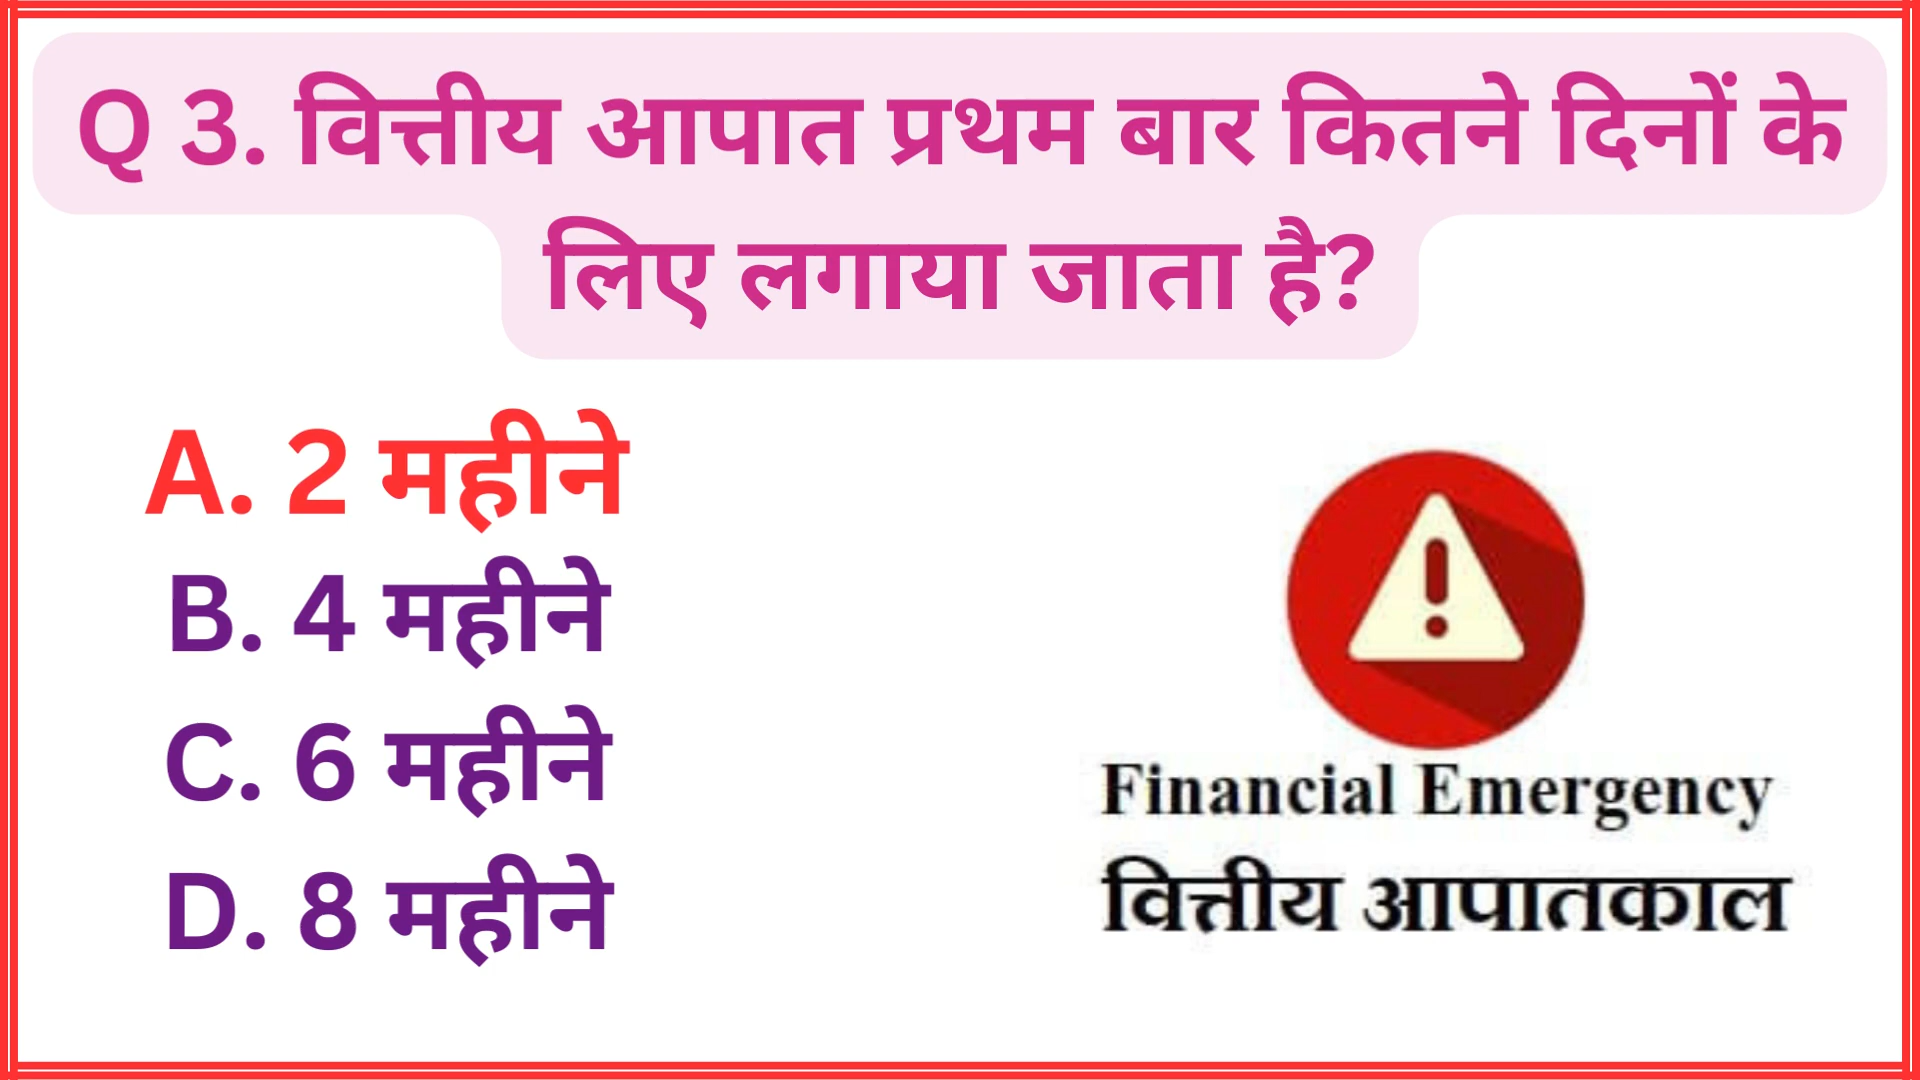 Q 3. वित्तीय आपात प्रथम बार कितने दिनों के
लिए लगाया जाता है?
A. 2 महीने
B. 4 महीने
C. 6 महीने
D. 8 महीने
Financial Emergency
वित्तीय आपातकाल